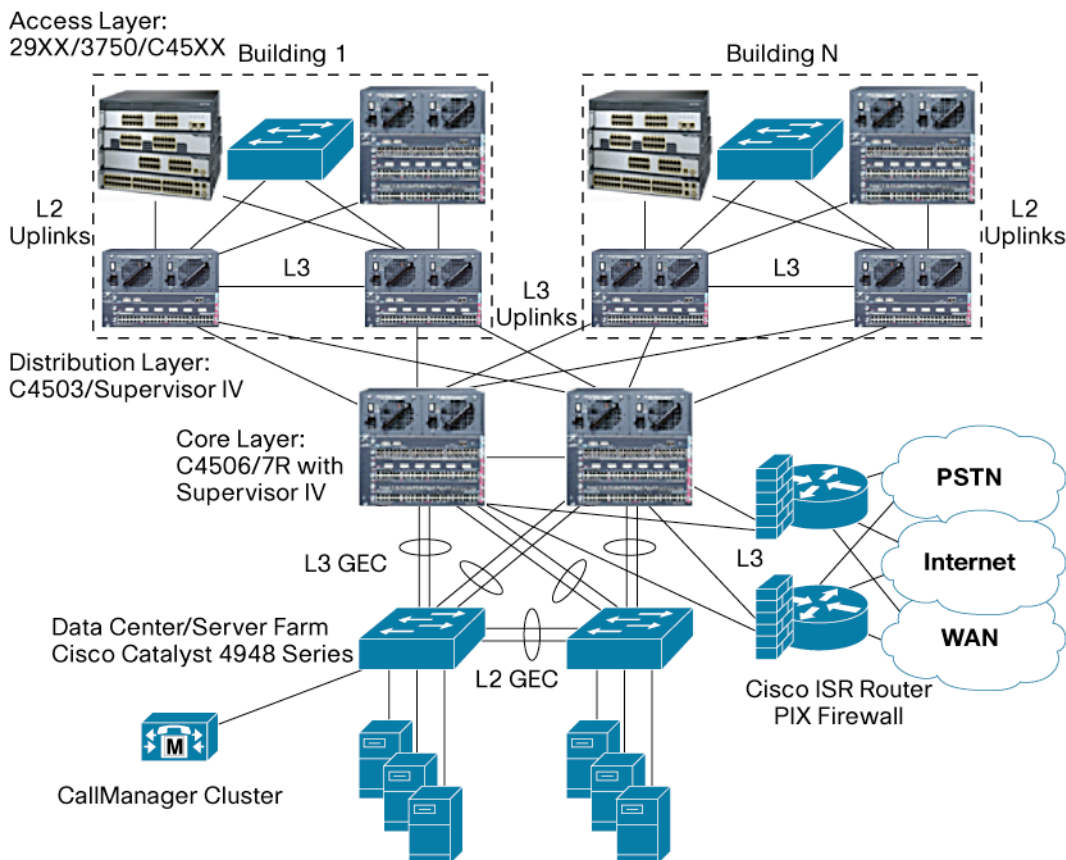 Access Layer:
29XX/3750/C45XX
Building 1
Building N
L2
Uplinks
L3
L3
Uplinks
L3
L2
Uplinks
Distribution Layer:
C4503/Supervisor IV
Core Layer:
C4506/7R with
Supervisor IV
PSTN
Internet
WAN
L3 GEC
L3
Data Center/Server Farm
Cisco Catalyst 4948 Series
L2 GEC
Cisco ISR Router
PIX Firewall
M
CallManager Cluster